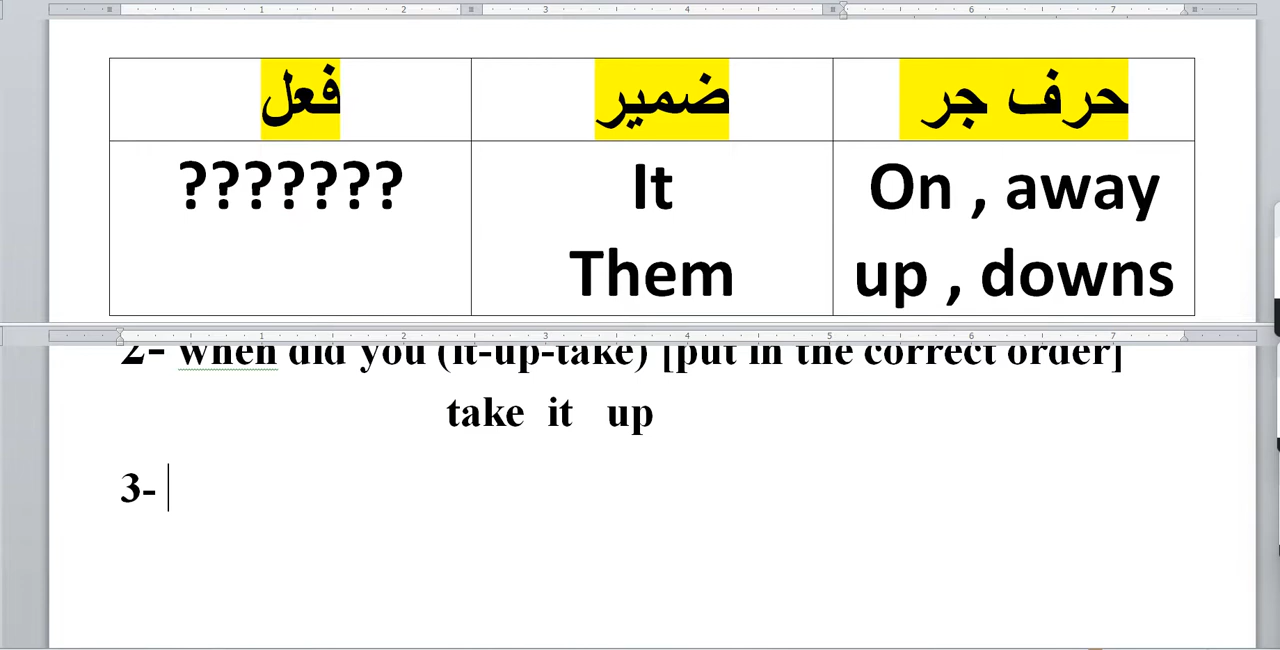 فعل ضمير حرف جر
??????? It On , away
Them up , downs
2- when did you (it-up-take) [put in the correct order]
take it up
3-